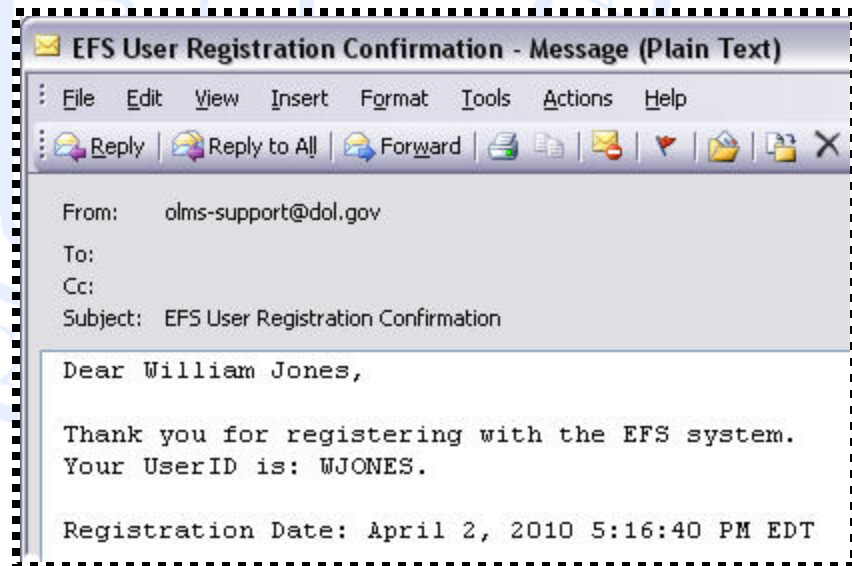 EFS User Registration Confirmation - Message (Plain Text)
File Edit View Insert Format Tools Actions Help
Reply Reply to All Forward
From: olms-support@dol.gov
To:
Cc:
Subject: EFS User Registration Confirmation
Dear William Jones,
Thank you for registering with the EFS system.
Your UserID is: WJONES.
Registration Date: April 2, 2010 5:16:40 PM EDT